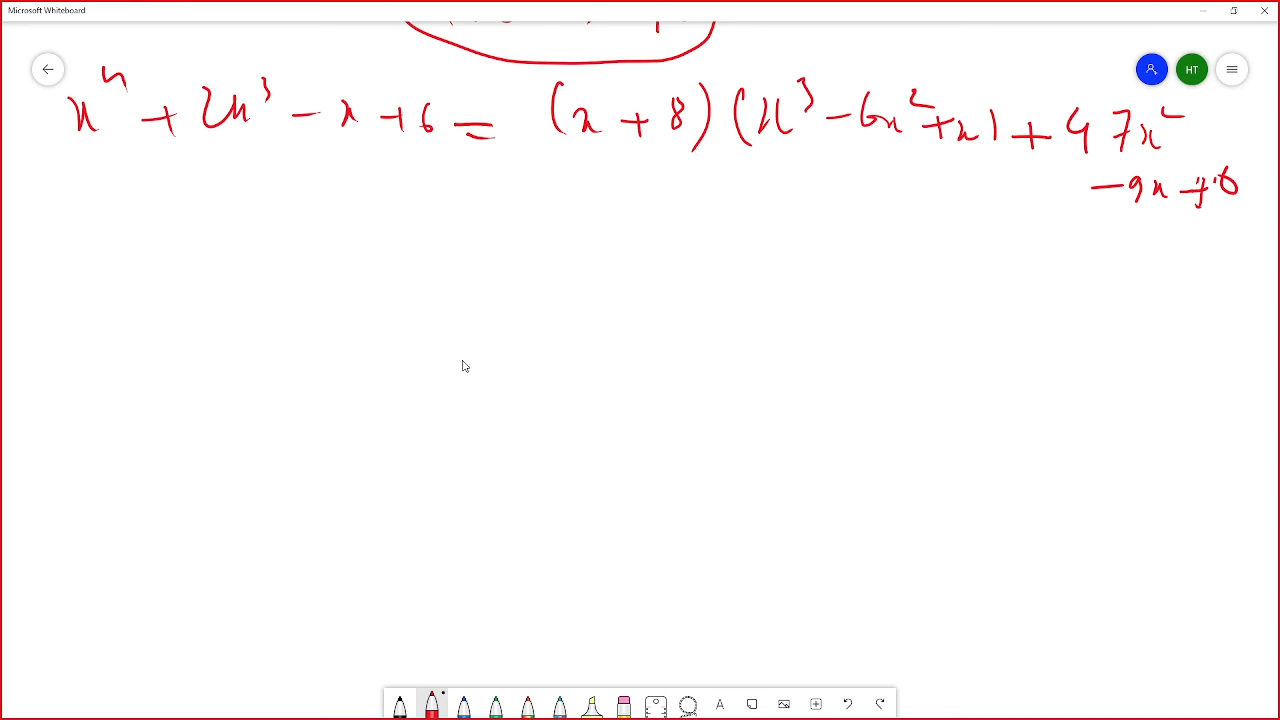 Microsoft Whiteboard
HT
x⁴ + 2x³ - x + 6 = (x + 8) (x³ - 6x² + x) + 47x²
- 9x + 6
A